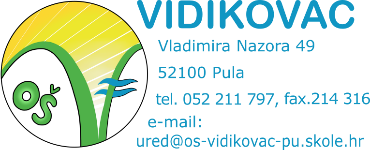 VIDIKOVAC
Vladimira Nazora 49
52100 Pula
tel. 052 211 797, fax.214 316
e-mail:
ured@os-vidikovac-pu.skole.hr
OŠ